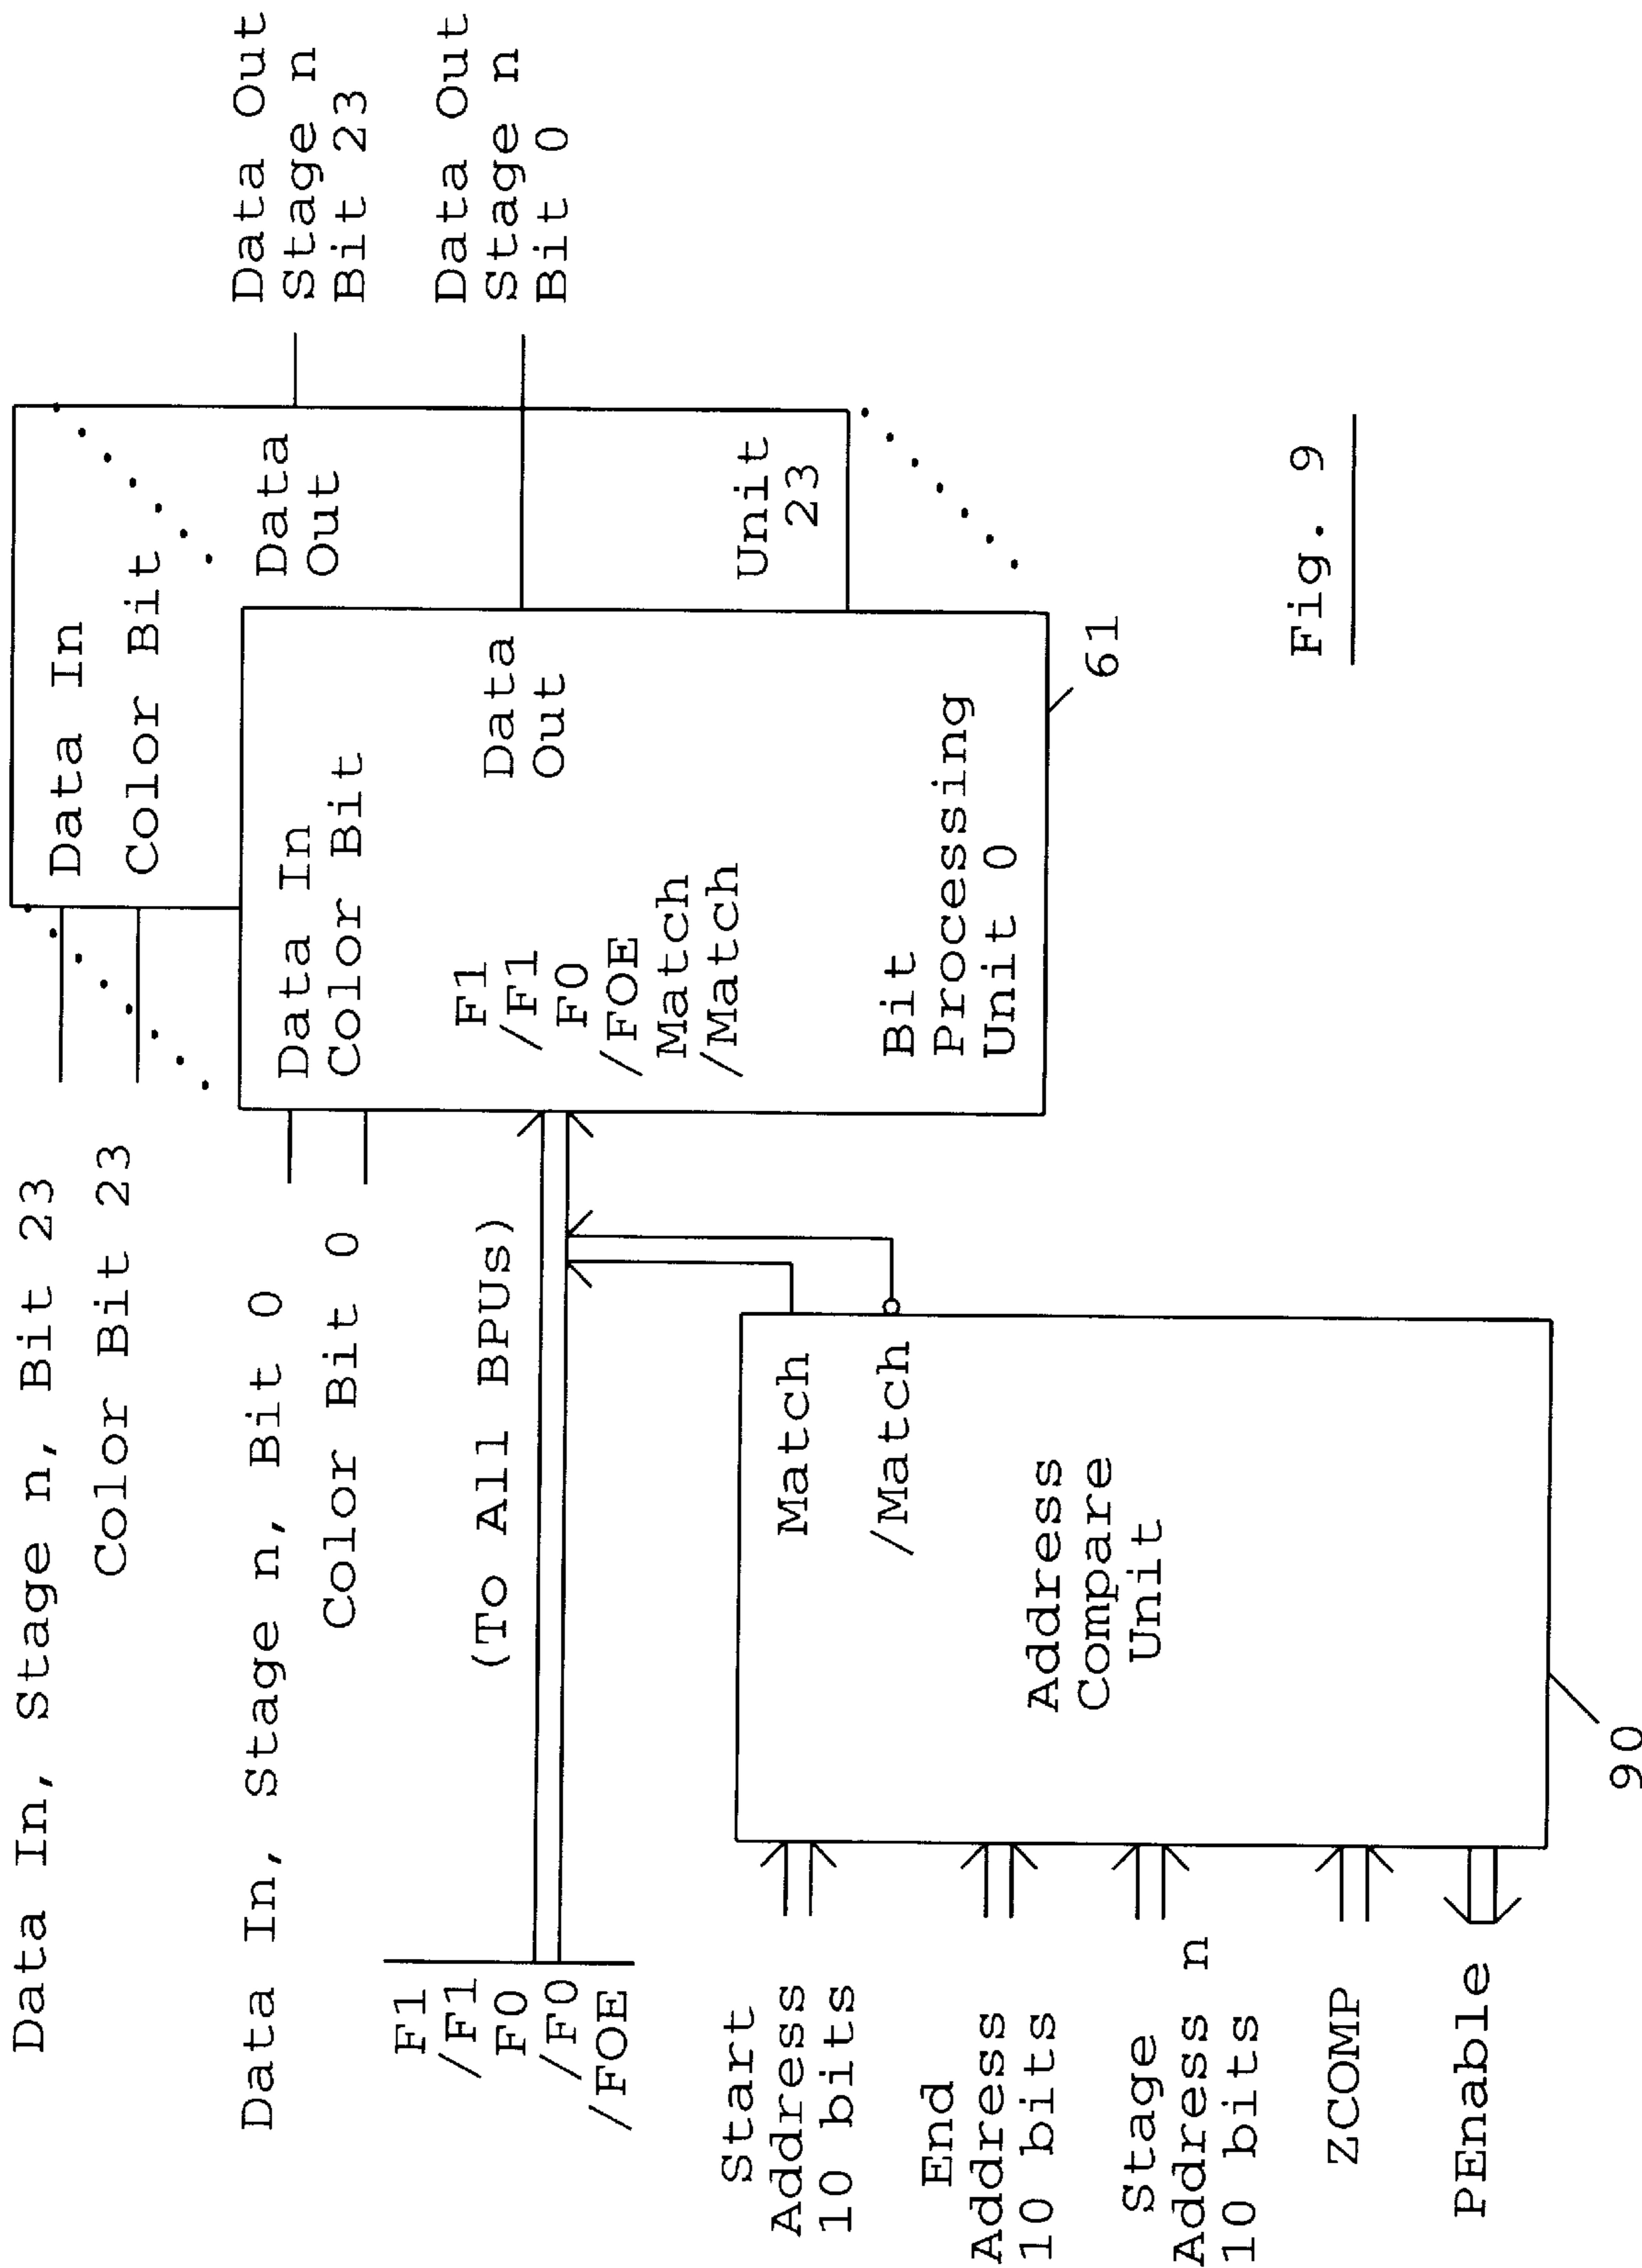 Data In, Stage n, Bit 23
Color Bit 23
Data In, Stage n, Bit 0
Color Bit 0
(To All BPUs)
F1
/F1
F0
/F0
/FOE
Data In
Color Bit
Data
Out
Unit
23
Data Out
Stage n
Bit 23
Data Out
Stage n
Bit 0
Data In
Color Bit
F1
/F1
F0
/FOE
Match
/Match
Data
Out
Bit
Processing
Unit 0
61
Start
Address
10 bits
End
Address
10 bits
Stage
Address n
10 bits
ZCOMP
PEnable
Match
/Match
Address
Compare
Unit
90
Fig. 9